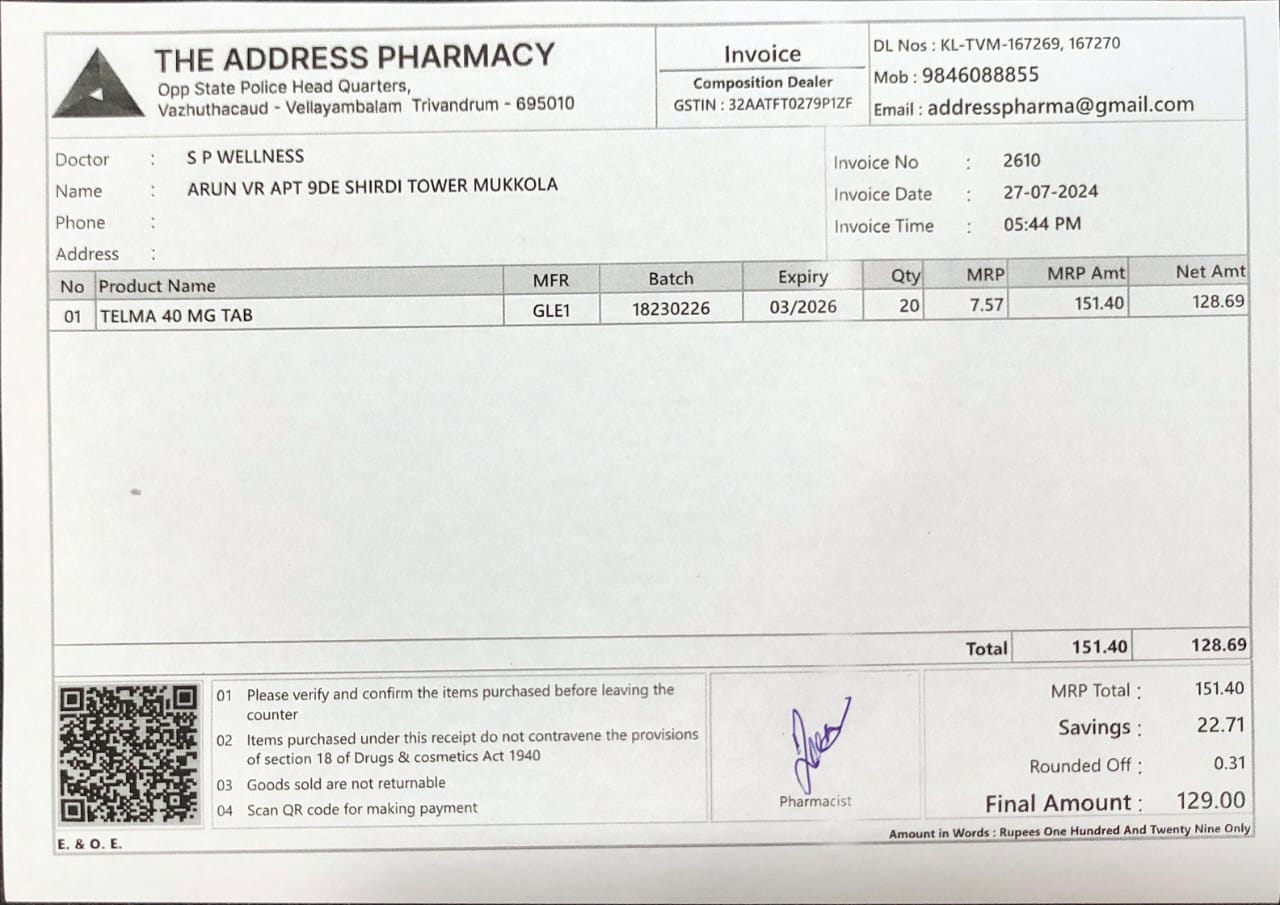 THE ADDRESS PHARMACY
Opp State Police Head Quarters,
Vazhuthacaud - Vellayambalam Trivandrum - 695010
Invoice
Composition Dealer
GSTIN : 32AATFT0279P1ZF
DL Nos : KL-TVM-167269, 167270
Mob : 9846088855
Email : addresspharma@gmail.com
Doctor : S P WELLNESS
Name : ARUN VR APT 9DE SHIRDI TOWER MUKKOLA
Phone :
Address :
Invoice No : 2610
Invoice Date : 27-07-2024
Invoice Time : 05:44 PM
No Product Name MFR Batch Expiry Qty MRP MRP Amt Net Amt
01 TELMA 40 MG TAB GLE1 18230226 03/2026 20 7.57 151.40 128.69
Total 151.40 128.69
01 Please verify and confirm the items purchased before leaving the
counter
02 Items purchased under this receipt do not contravene the provisions
of section 18 of Drugs & cosmetics Act 1940
03 Goods sold are not returnable
04 Scan QR code for making payment
E. & O. E.
Pharmacist
MRP Total : 151.40
Savings : 22.71
Rounded Off : 0.31
Final Amount : 129.00
Amount in Words : Rupees One Hundred And Twenty Nine Only